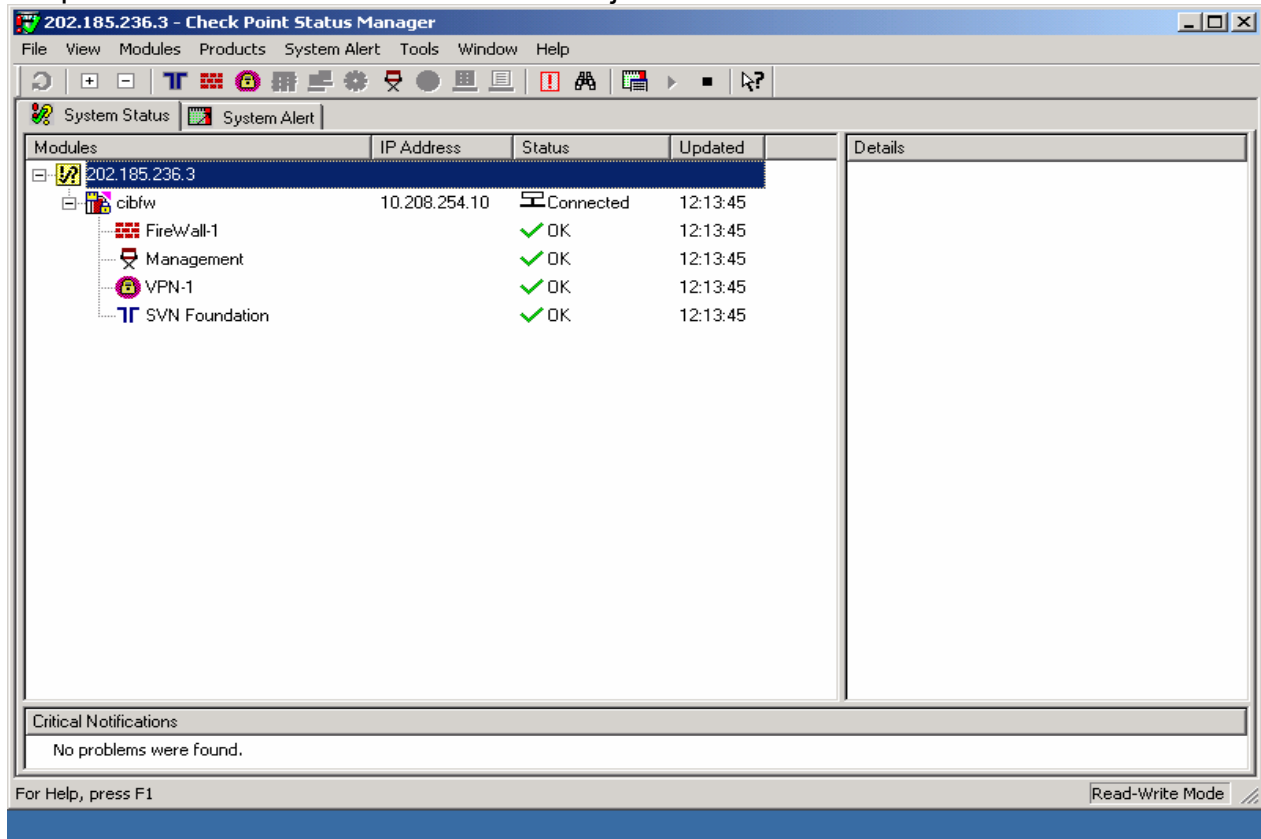 202.185.236.3 - Check Point Status Manager
File View Modules Products System Alert Tools Window Help
System Status System Alert
Modules IP Address Status Updated Details
202.185.236.3
cibfw 10.208.254.10 Connected 12:13:45
FireWall-1 OK 12:13:45
Management OK 12:13:45
VPN-1 OK 12:13:45
SVN Foundation OK 12:13:45
Critical Notifications
No problems were found.
For Help, press F1 Read-Write Mode